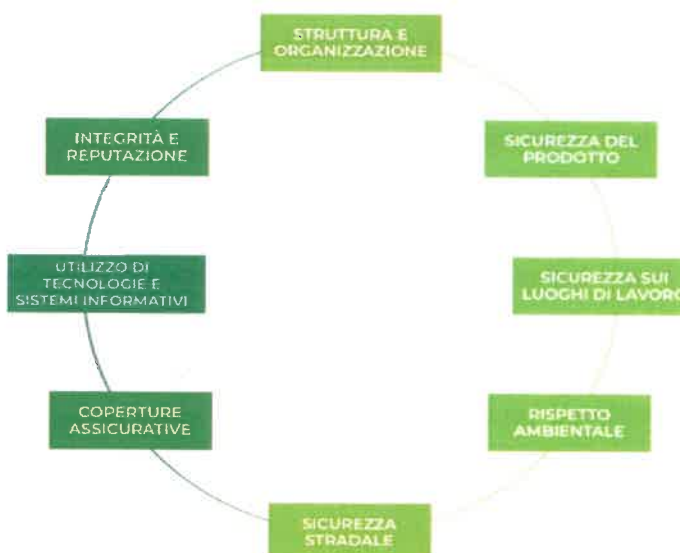 STRUTTURA E
ORGANIZZAZIONE
INTEGRITÀ E
REPUTAZIONE
SICUREZZA DEL
PRODOTTO
UTILIZZO DI
TECNOLOGIE E
SISTEMI INFORMATIVI
SICUREZZA SUI
LUOGHI DI LAVORO
COPERTURE
ASSICURATIVE
RISPETTO
AMBIENTALE
SICUREZZA
STRADALE